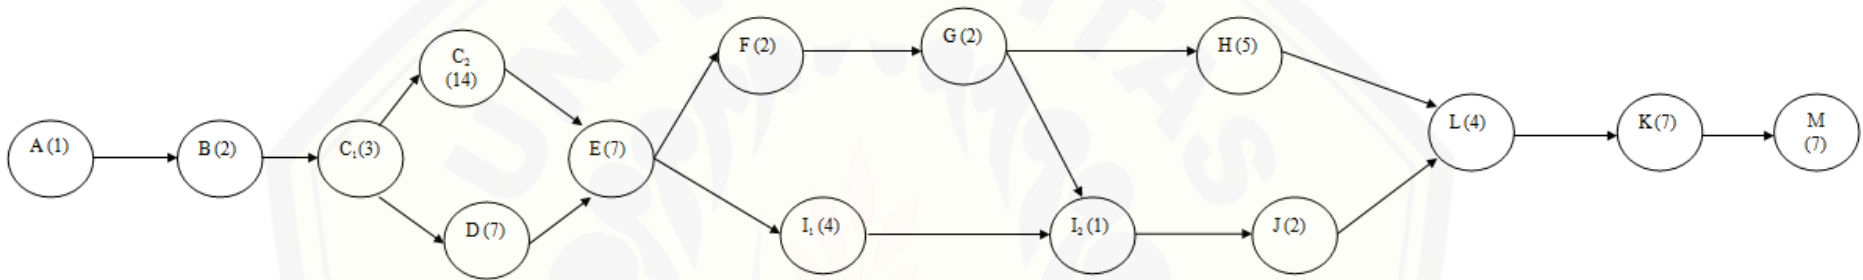 A (1)
B (2)
C₁(3)
C₂
(14)
D (7)
E (7)
F (2)
G (2)
H (5)
I₁ (4)
I₂ (1)
J (2)
L (4)
K (7)
M
(7)
UNIVERSITAS